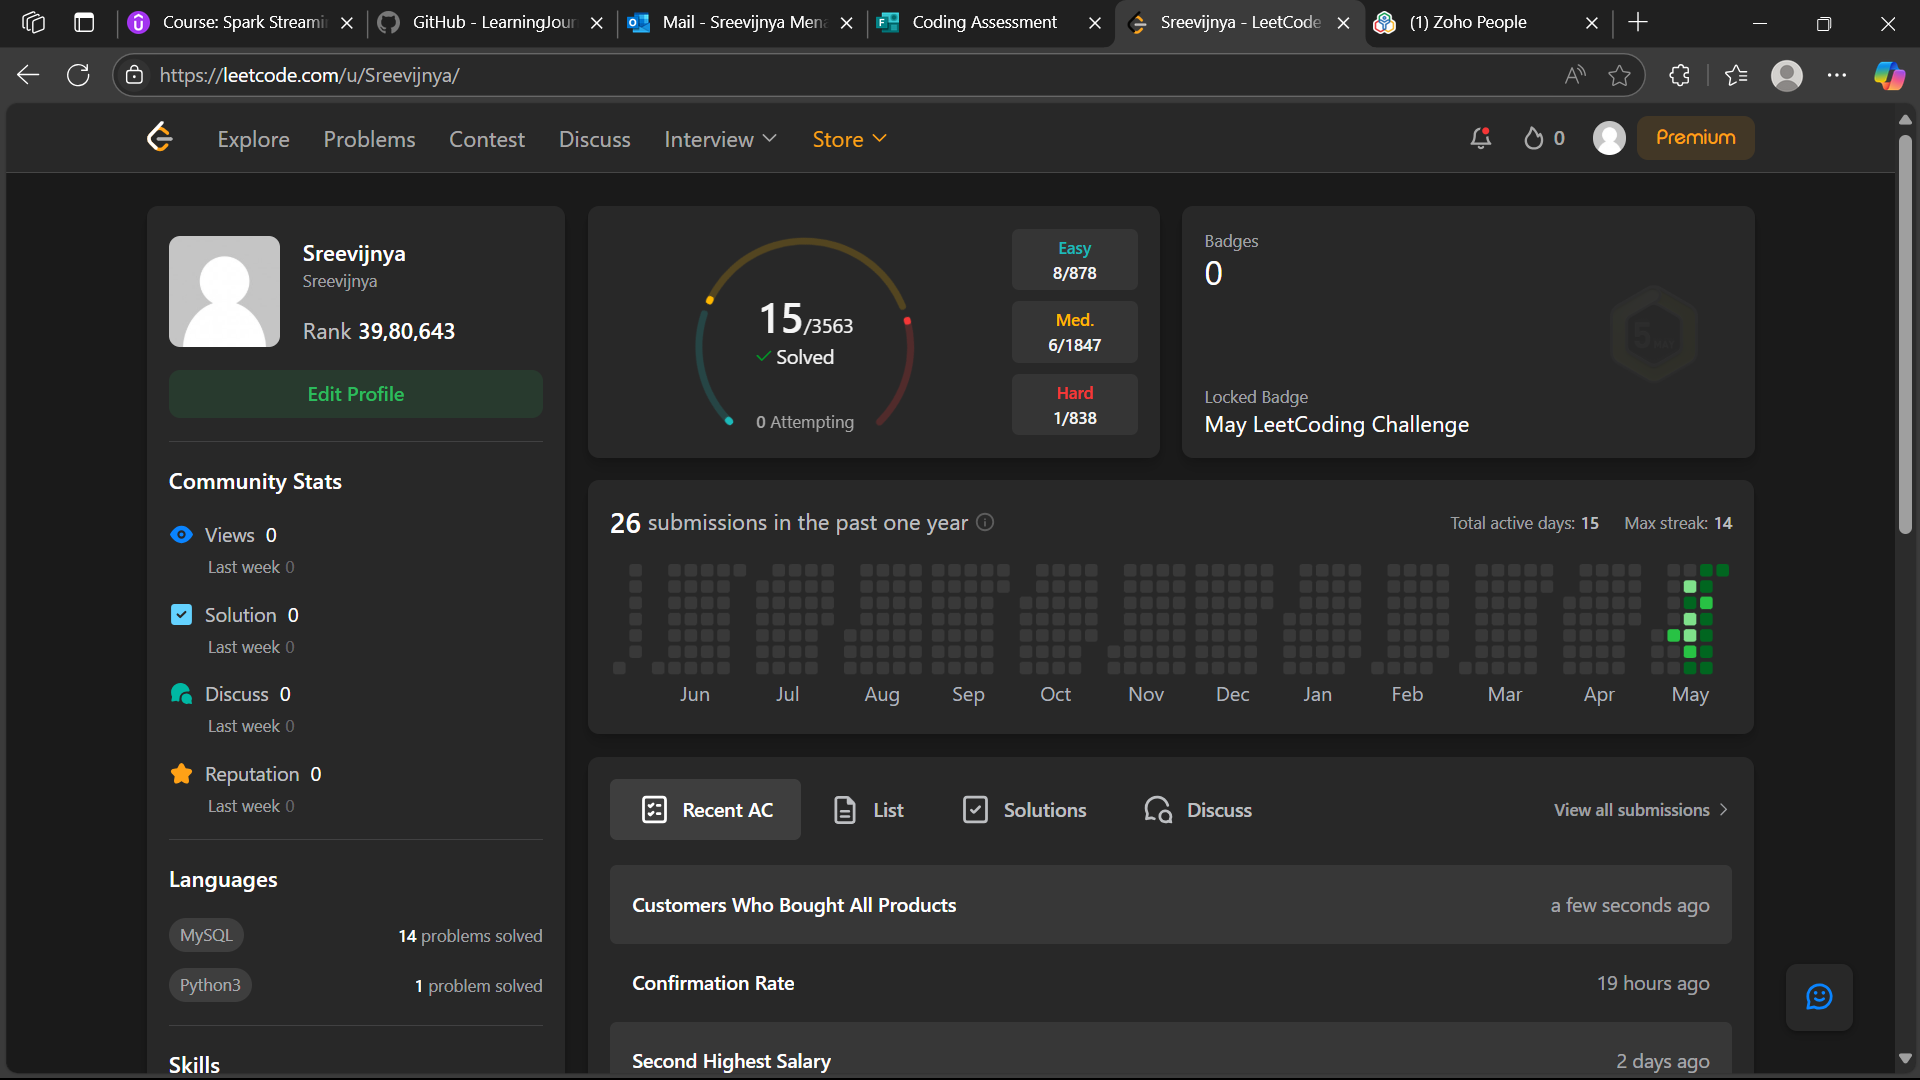 Course: Spark Streami
GitHub - LearningJour
Mail - Sreevijnya Mena
Coding Assessment
Sreevijnya - LeetCode
(1) Zoho People
https://leetcode.com/u/Sreevijnya/
Explore
Problems
Contest
Discuss
Interview
Store
0
Premium
Sreevijnya
Sreevijnya
Rank 39,80,643
Edit Profile
Community Stats
Views 0
Last week 0
Solution 0
Last week 0
Discuss 0
Last week 0
Reputation 0
Last week 0
Languages
MySQL
14 problems solved
Python3
1 problem solved
Skills
15/3563
Solved
0 Attempting
Easy
8/878
Med.
6/1847
Hard
1/838
Badges
0
Locked Badge
May LeetCoding Challenge
26 submissions in the past one year
Total active days: 15
Max streak: 14
Jun
Jul
Aug
Sep
Oct
Nov
Dec
Jan
Feb
Mar
Apr
May
Recent AC
List
Solutions
Discuss
View all submissions
Customers Who Bought All Products
a few seconds ago
Confirmation Rate
19 hours ago
Second Highest Salary
2 days ago